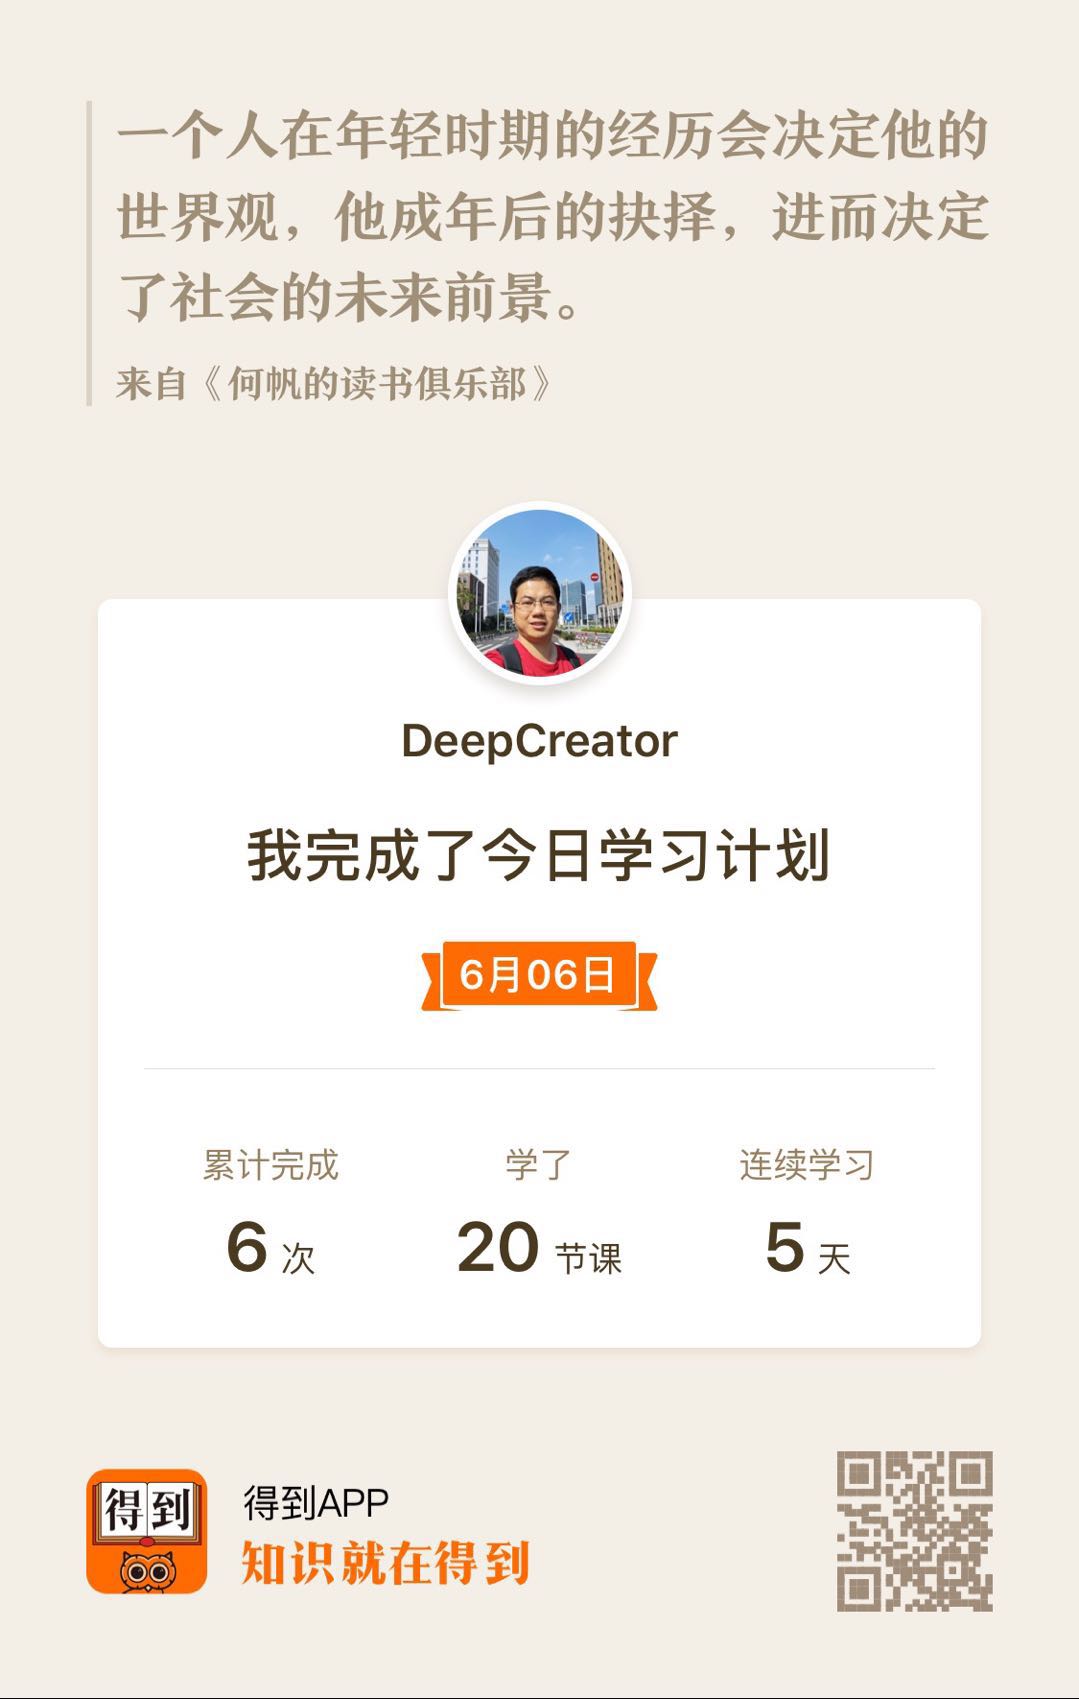 一个人在年轻时期的经历会决定他的
世界观，他成年后的抉择，进而决定
了社会的未来前景。
来自《何帆的读书俱乐部》
DeepCreator
我完成了今日学习计划
6月06日
累计完成
6 次
学了
20 节课
连续学习
5 天
得到
得到APP
知识就在得到